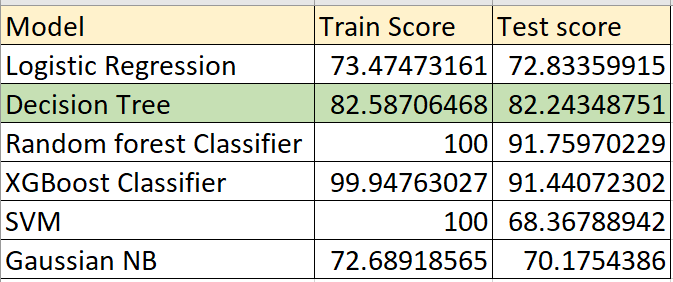 Model Train Score Test score
Logistic Regression 73.47473161 72.83359915
Decision Tree 82.58706468 82.24348751
Random forest Classifier 100 91.75970229
XGBoost Classifier 99.94763027 91.44072302
SVM 100 68.36788942
Gaussian NB 72.68918565 70.1754386